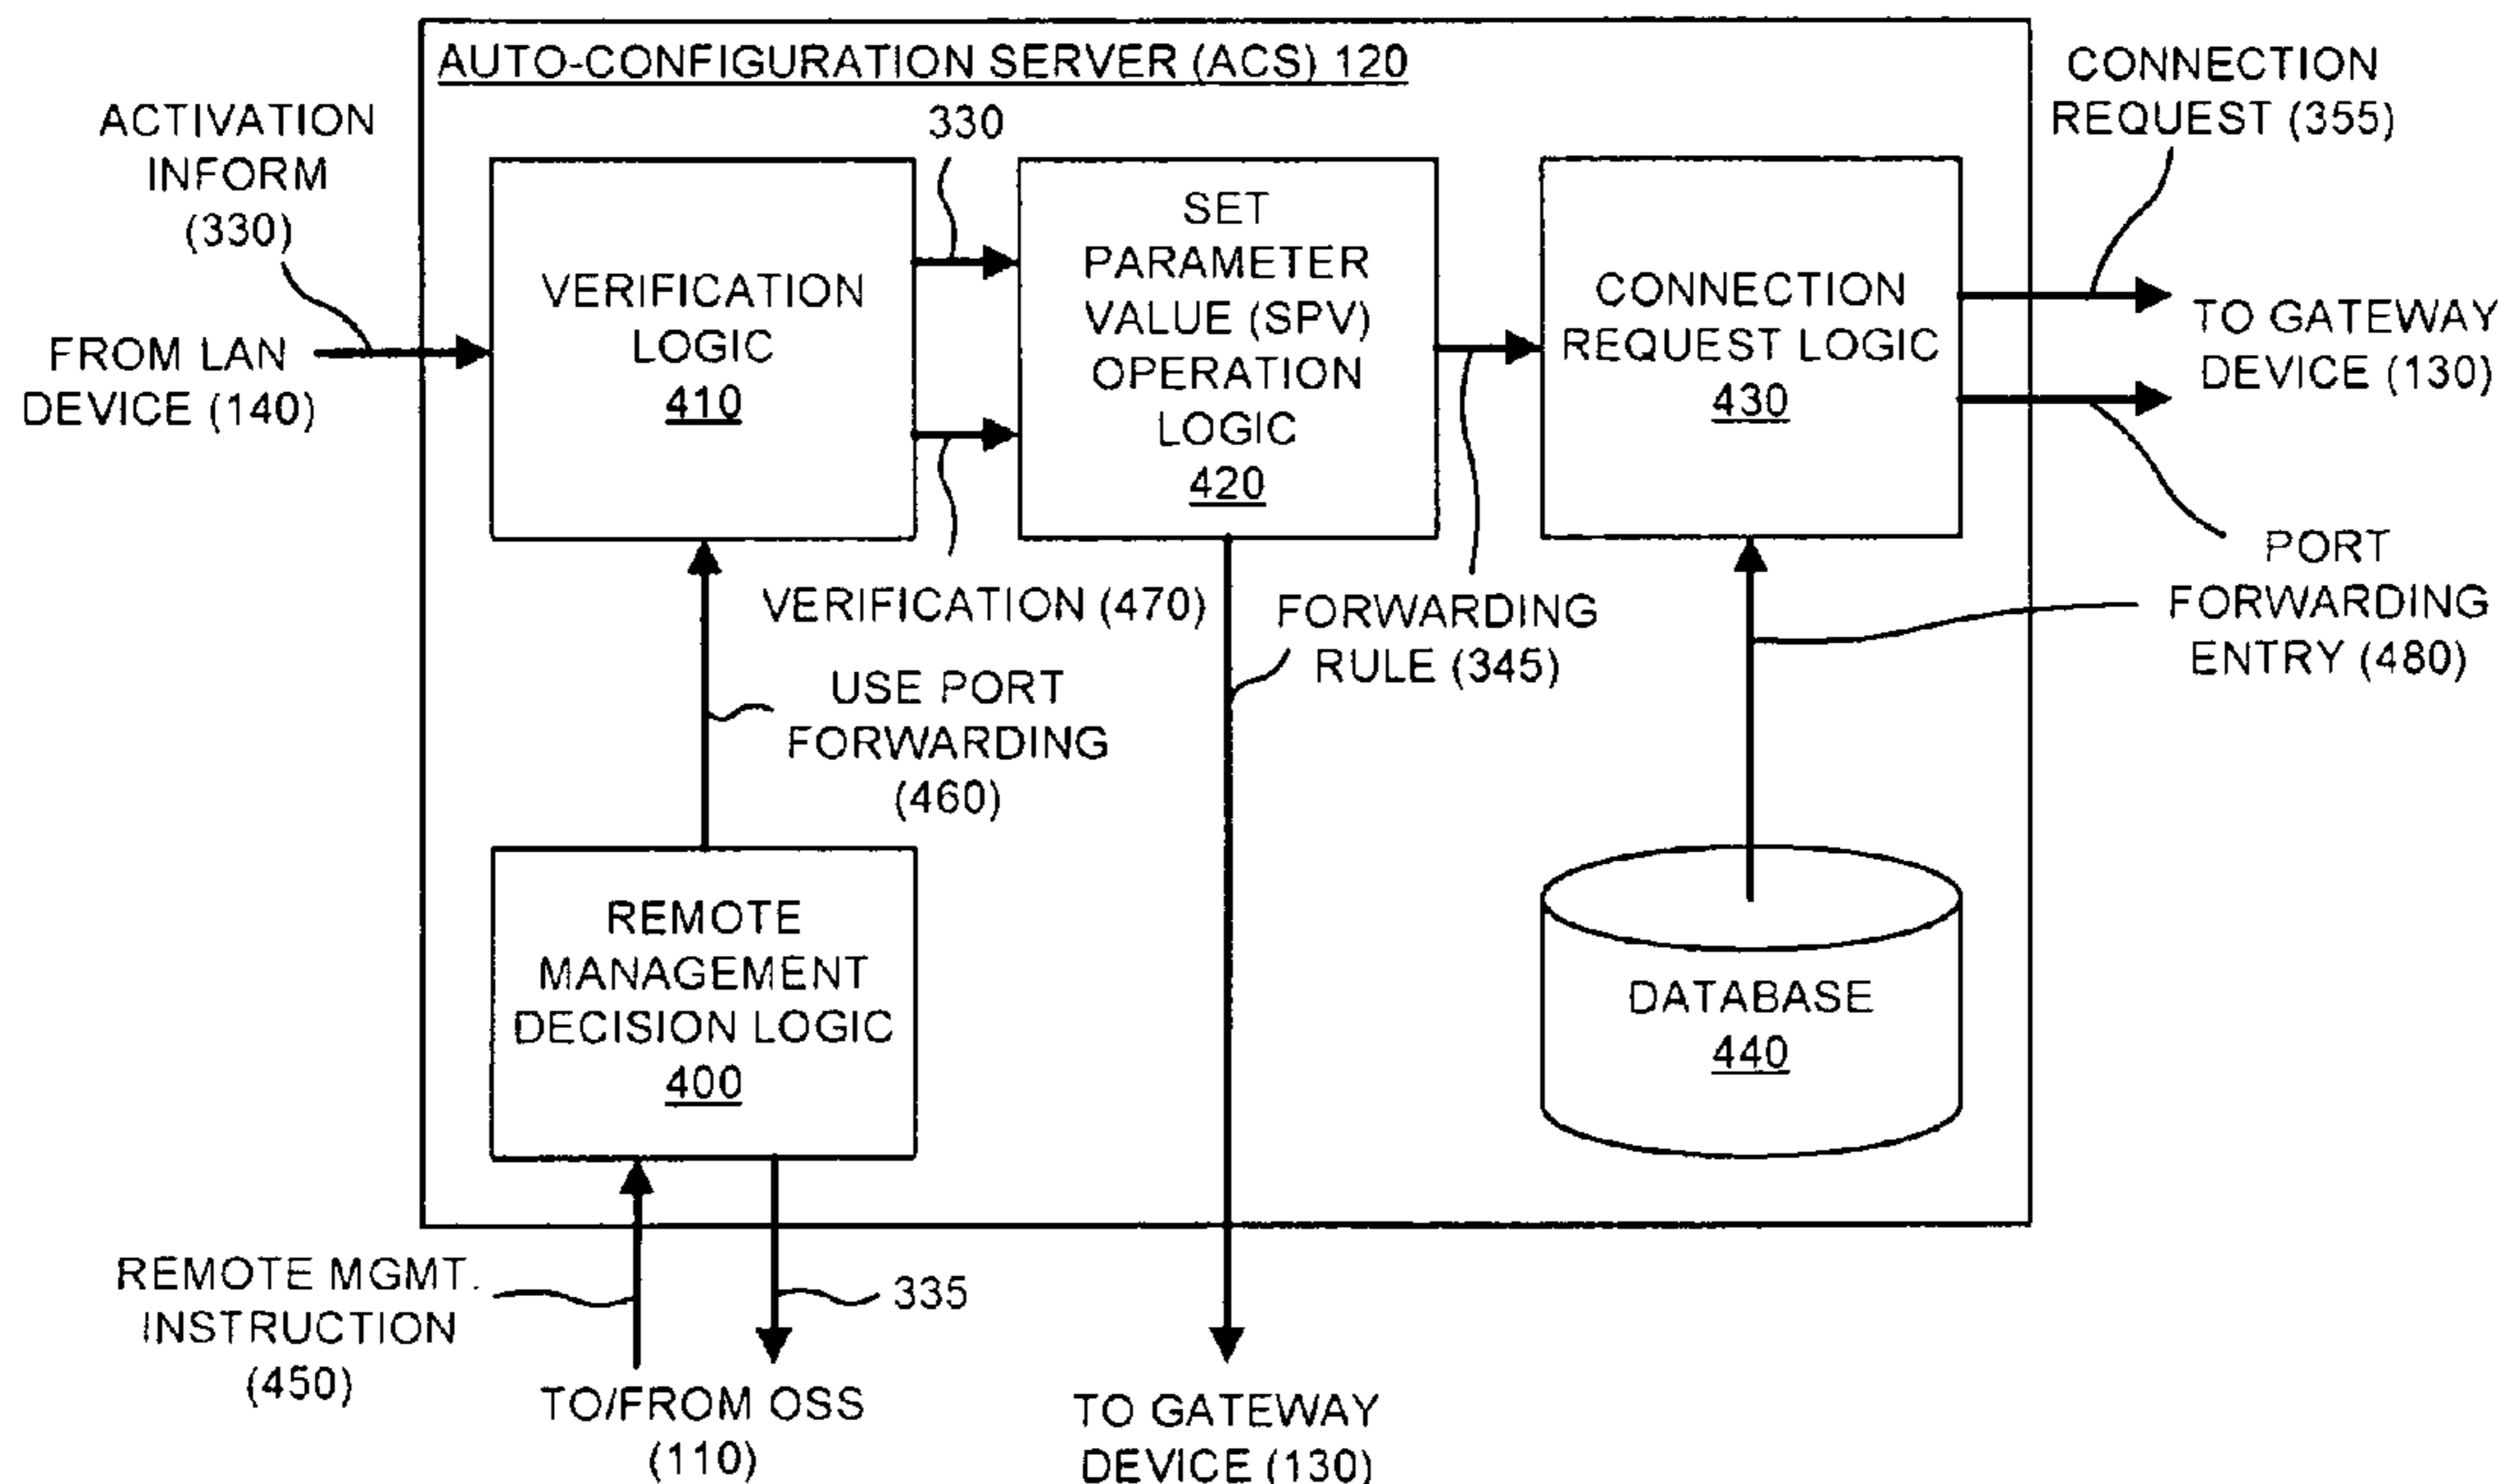 AUTO-CONFIGURATION SERVER (ACS) 120
CONNECTION
REQUEST (355)
ACTIVATION
INFORM
(330)
330
FROM LAN
DEVICE (140)
VERIFICATION
LOGIC
410
SET
PARAMETER
VALUE (SPV)
OPERATION
LOGIC
420
CONNECTION
REQUEST LOGIC
430
TO GATEWAY
DEVICE (130)
PORT
FORWARDING
ENTRY (480)
VERIFICATION (470)
FORWARDING
RULE (345)
USE PORT
FORWARDING
(460)
REMOTE
MANAGEMENT
DECISION LOGIC
400
DATABASE
440
REMOTE MGMT.
INSTRUCTION
(450)
335
TO/FROM OSS
(110)
TO GATEWAY
DEVICE (130)